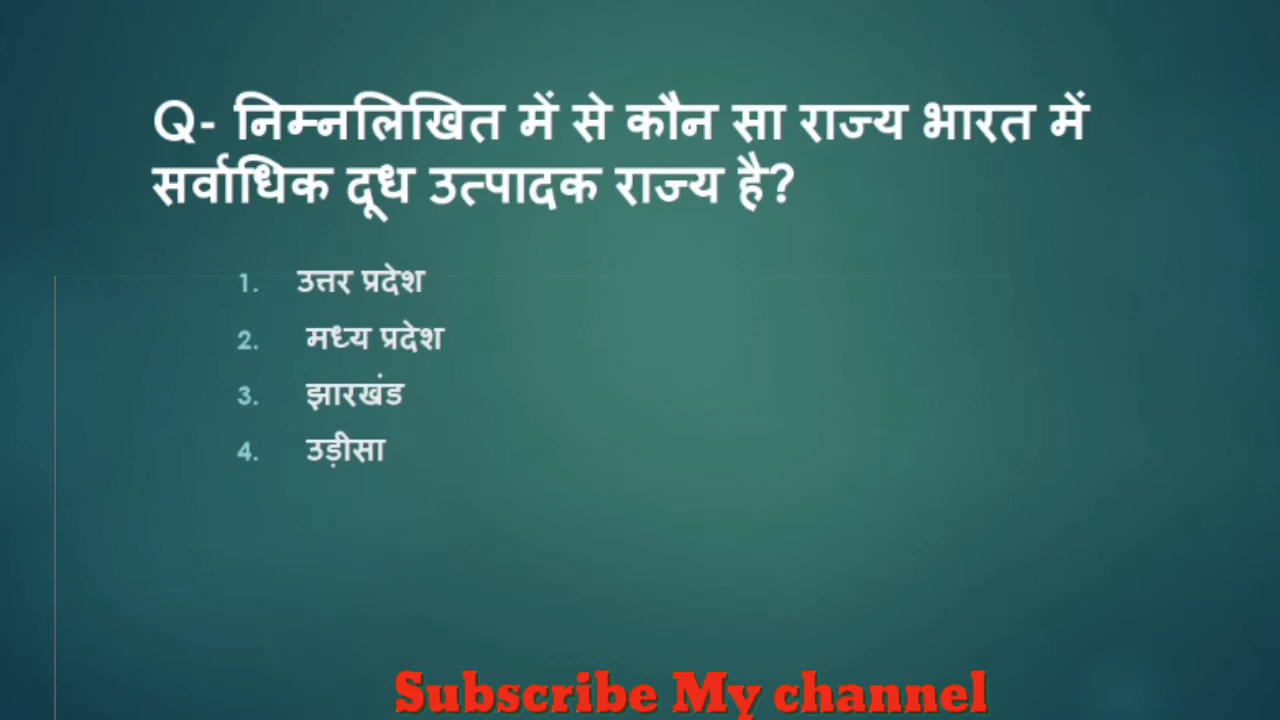 Q- निम्नलिखित में से कौन सा राज्य भारत में
सर्वाधिक दूध उत्पादक राज्य है?
1. उत्तर प्रदेश
2. मध्य प्रदेश
3. झारखंड
4. उड़ीसा
Subscribe My channel